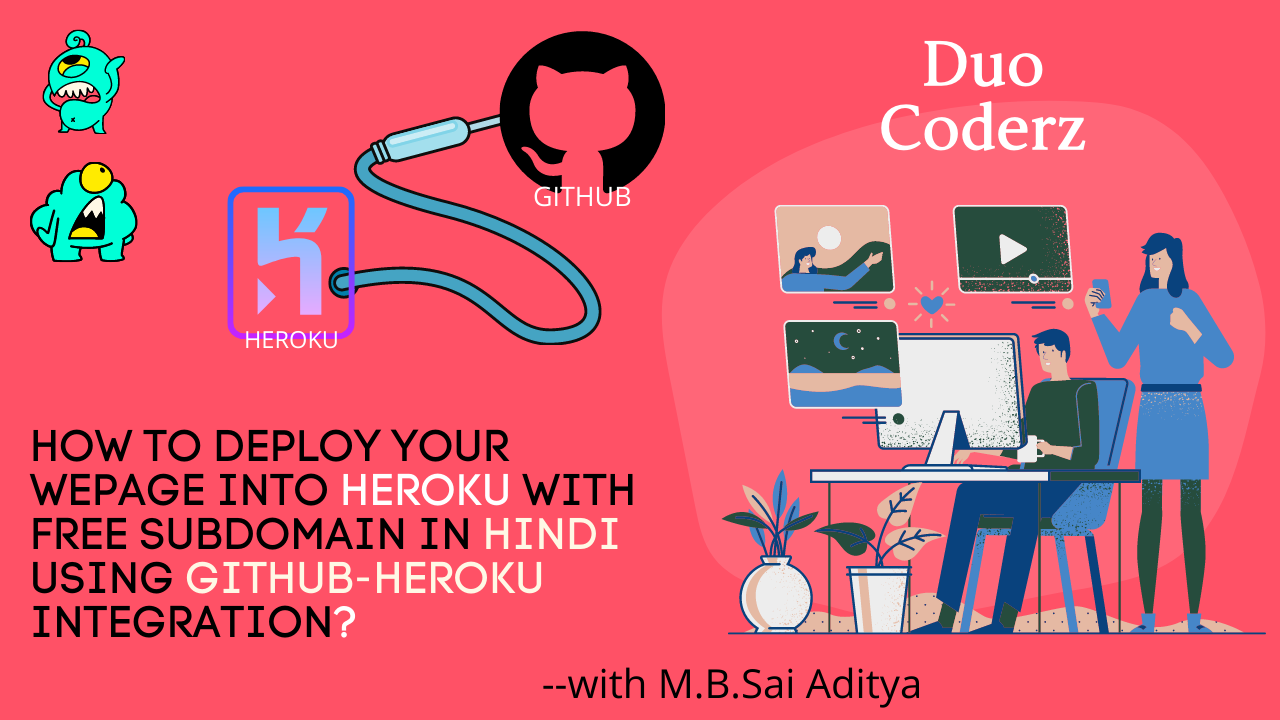 Duo
Coderz
GITHUB
HEROKU
HOW TO DEPLOY YOUR
WEPAGE INTO HEROKU WITH
FREE SUBDOMAIN IN HINDI
USING GITHUB-HEROKU
INTEGRATION?
--with M.B.Sai Aditya